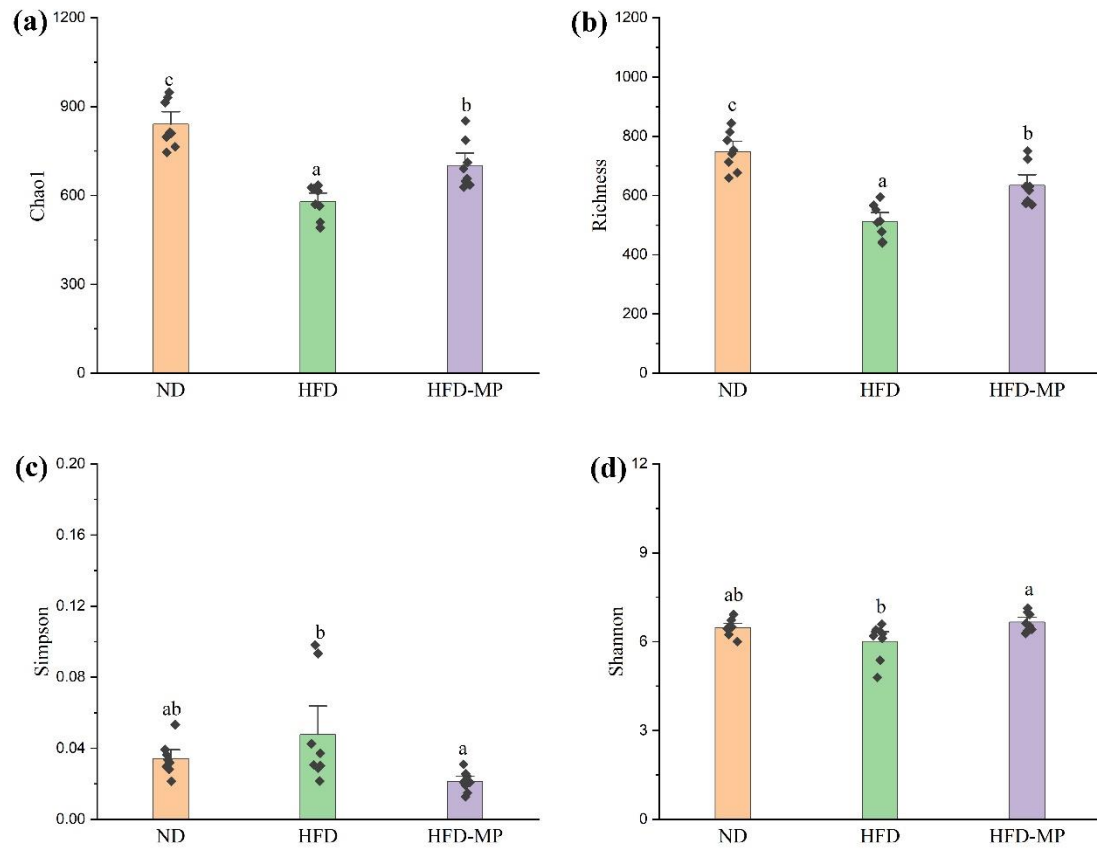 (a)
Chao1
1200
900
600
300
0
c
a
b
ND HFD HFD-MP
(b)
Richness
1200
1000
800
600
400
200
0
c
a
b
ND HFD HFD-MP
(c)
Simpson
0.20
0.16
0.12
0.08
0.04
0.00
ab
b
a
ND HFD HFD-MP
(d)
Shannon
12
9
6
3
0
ab
b
a
ND HFD HFD-MP